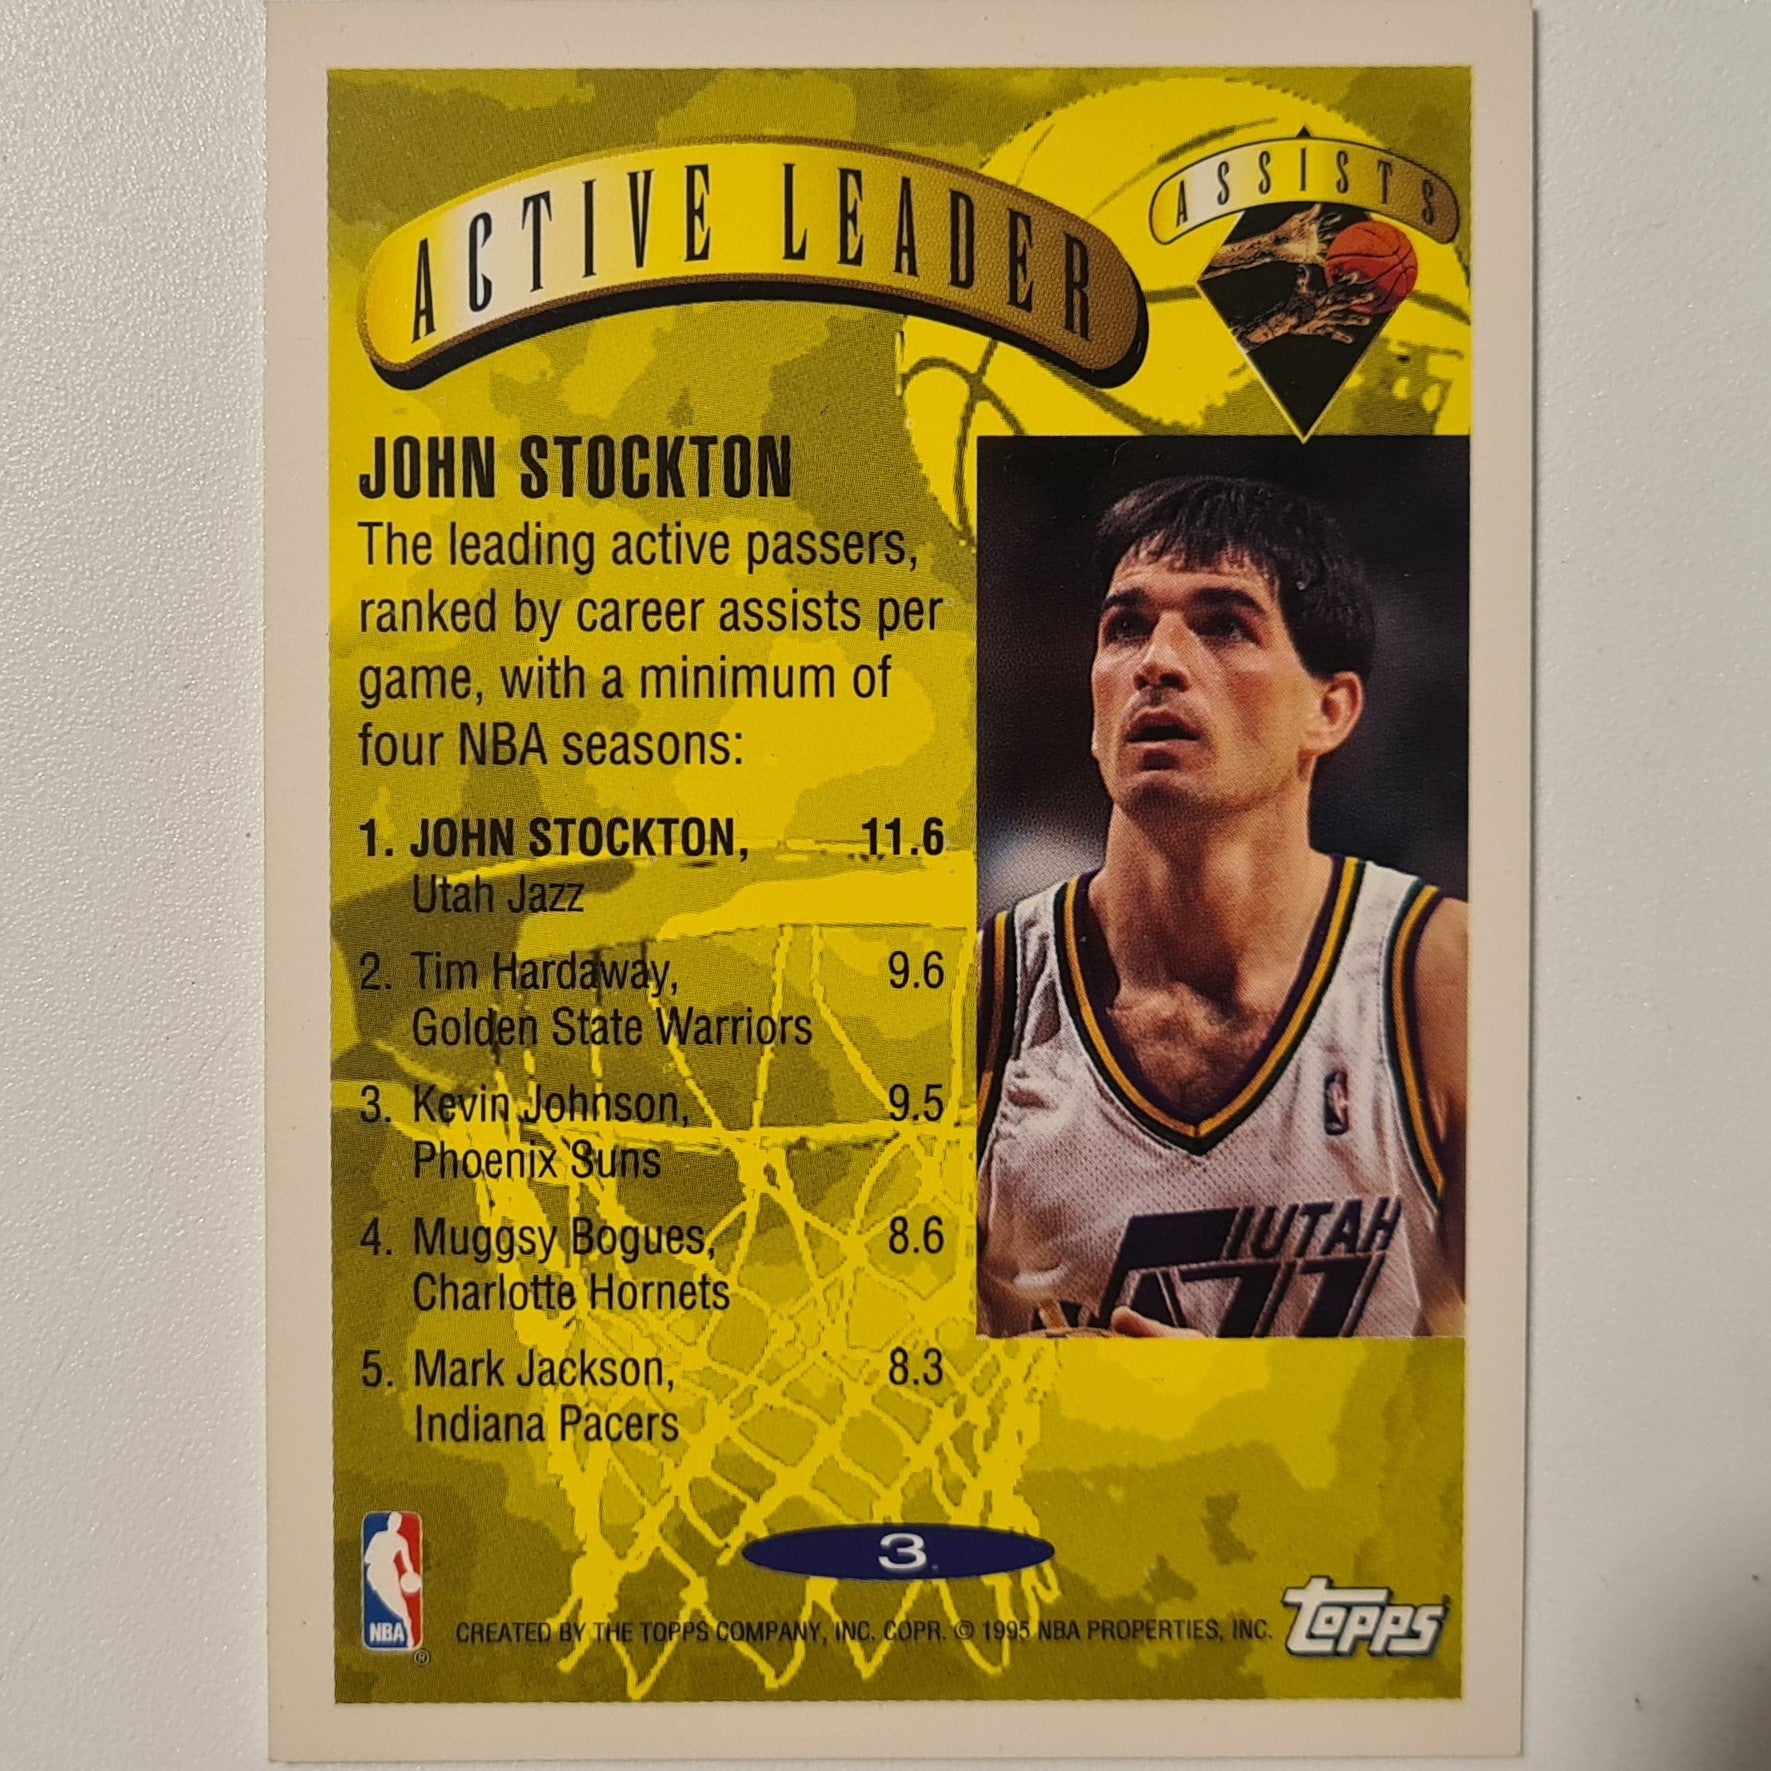 ACTIVE LEADER
ASSISTS
JOHN STOCKTON
The leading active passers,
ranked by career assists per
game, with a minimum of
four NBA seasons:
1. JOHN STOCKTON, 11.6
Utah Jazz
2. Tim Hardaway, 9.6
Golden State Warriors
3. Kevin Johnson, 9.5
Phoenix Suns
4. Muggsy Bogues, 8.6
Charlotte Hornets
5. Mark Jackson, 8.3
Indiana Pacers
UTAH
3
NBA ®
CREATED BY THE TOPPS COMPANY, INC. COPR. © 1995 NBA PROPERTIES, INC.
TOPPS